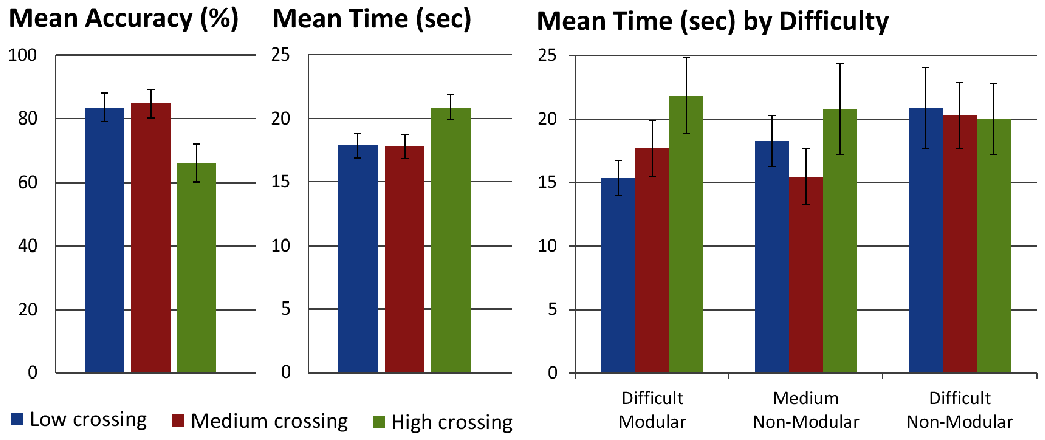 Mean Accuracy (%)
100
80
60
40
20
0
Mean Time (sec)
25
20
15
10
5
0
Mean Time (sec) by Difficulty
25
20
15
10
5
0
Difficult
Modular
Medium
Non-Modular
Difficult
Non-Modular
Low crossing
Medium crossing
High crossing